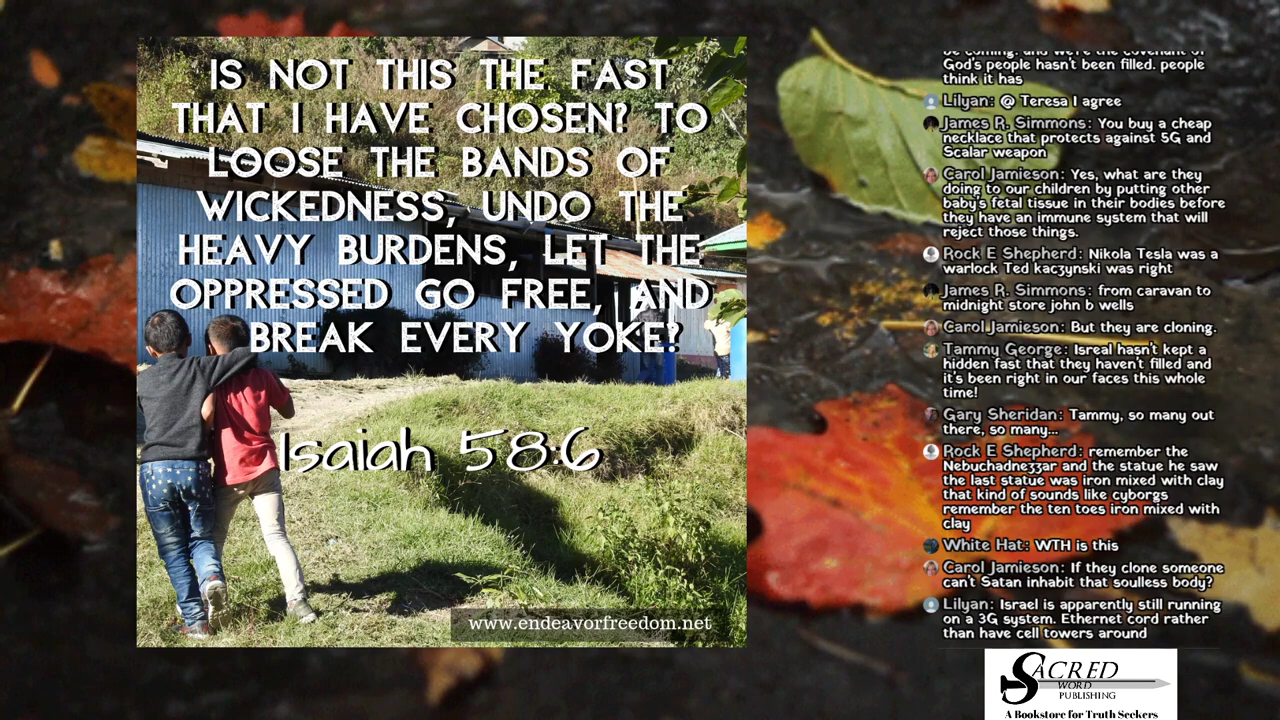 IS NOT THIS THE FAST
THAT I HAVE CHOSEN? TO
LOOSE THE BANDS OF
WICKEDNESS, UNDO THE
HEAVY BURDENS, LET THE
OPPRESSED GO FREE, AND
BREAK EVERY YOKE?
Isaiah 58:6
www.endeavorfreedom.net
be coming. and we're the covenant of
God's people hasn't been filled. people
think it has
Lilyan: @ Teresa I agree
James R. Simmons: You buy a cheap
necklace that protects against 5G and
Scalar weapon
Carol Jamieson: Yes, what are they
doing to our children by putting other
baby's fetal tissue in their bodies before
they have an immune system that will
reject those things.
Rock E Shepherd: Nikola Tesla was a
warlock Ted kaczynski was right
James R. Simmons: from caravan to
midnight store john b wells
Carol Jamieson: But they are cloning.
Tammy George: Isreal hasn't kept a
hidden fast that they haven't filled and
it's been right in our faces this whole
time!
Gary Sheridan: Tammy, so many out
there, so many...
Rock E Shepherd: remember the
Nebuchadnezzar and the statue he saw
the last statue was iron mixed with clay
that kind of sounds like cyborgs
remember the ten toes iron mixed with
clay
White Hat: WTH is this
Carol Jamieson: If they clone someone
can't Satan inhabit that soulless body?
Lilyan: Israel is apparently still running
on a 3G system. Ethernet cord rather
than have cell towers around
SACRED
WORD
PUBLISHING
A Bookstore for Truth Seekers